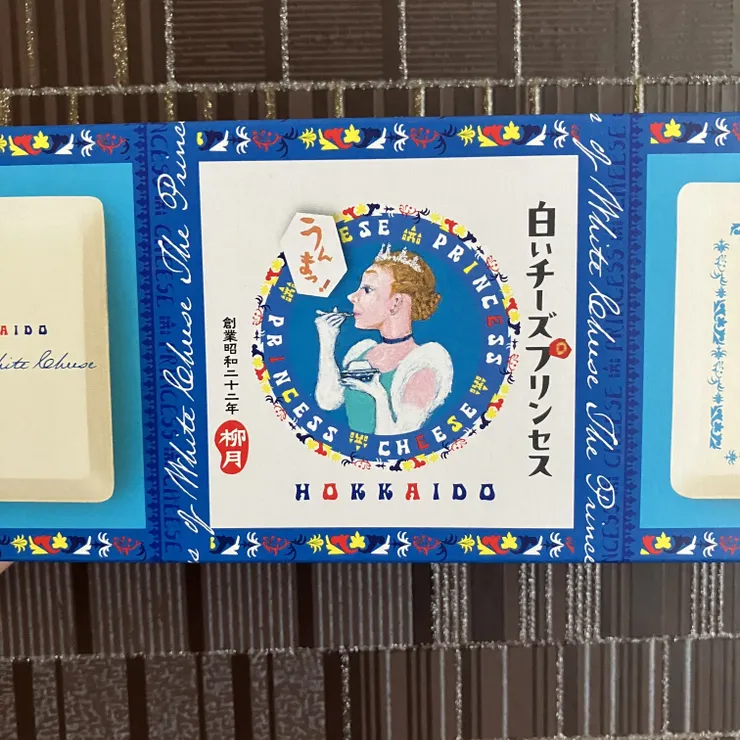 AIDO
White Cheese
s of White Cheese The Princ
うんまっ!
ESE PRINCESS CHEESE PRINCESS
白いチーズプリンセス
創業昭和二十二年
柳月
HOKKAIDO
s of White Cheese The Prince